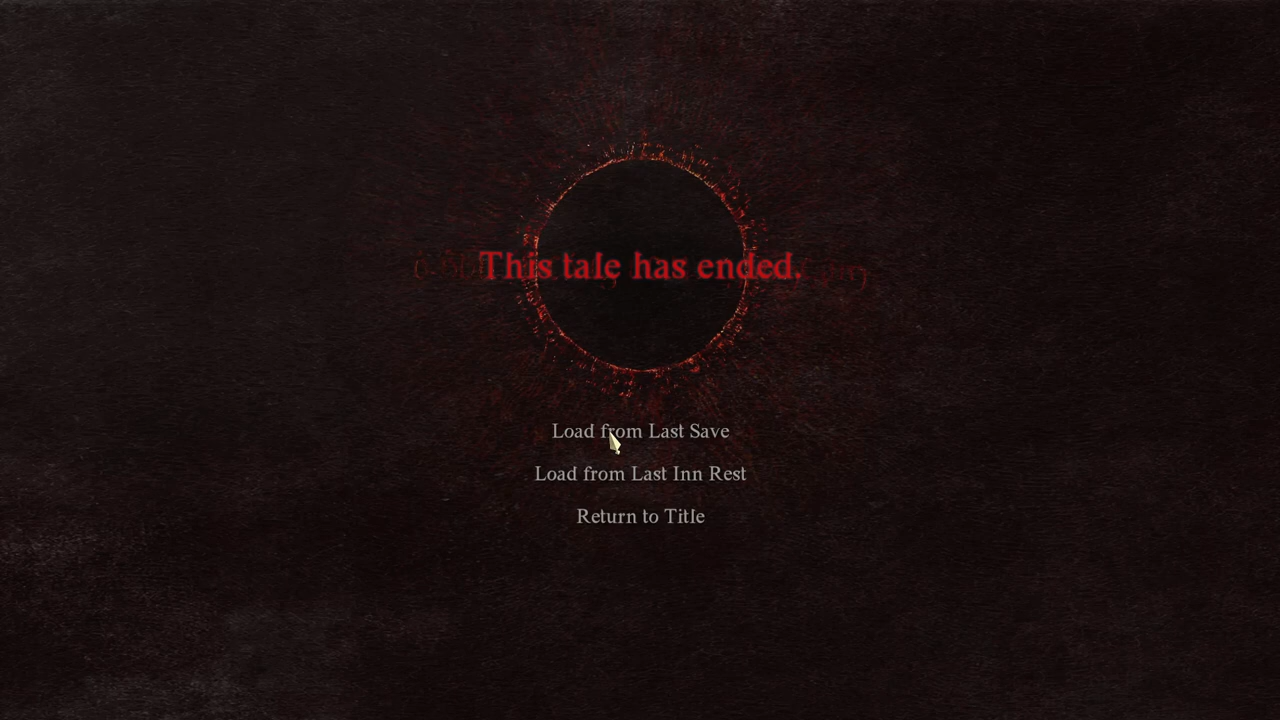 This tale has ended.
Load from Last Save
Load from Last Inn Rest
Return to Title